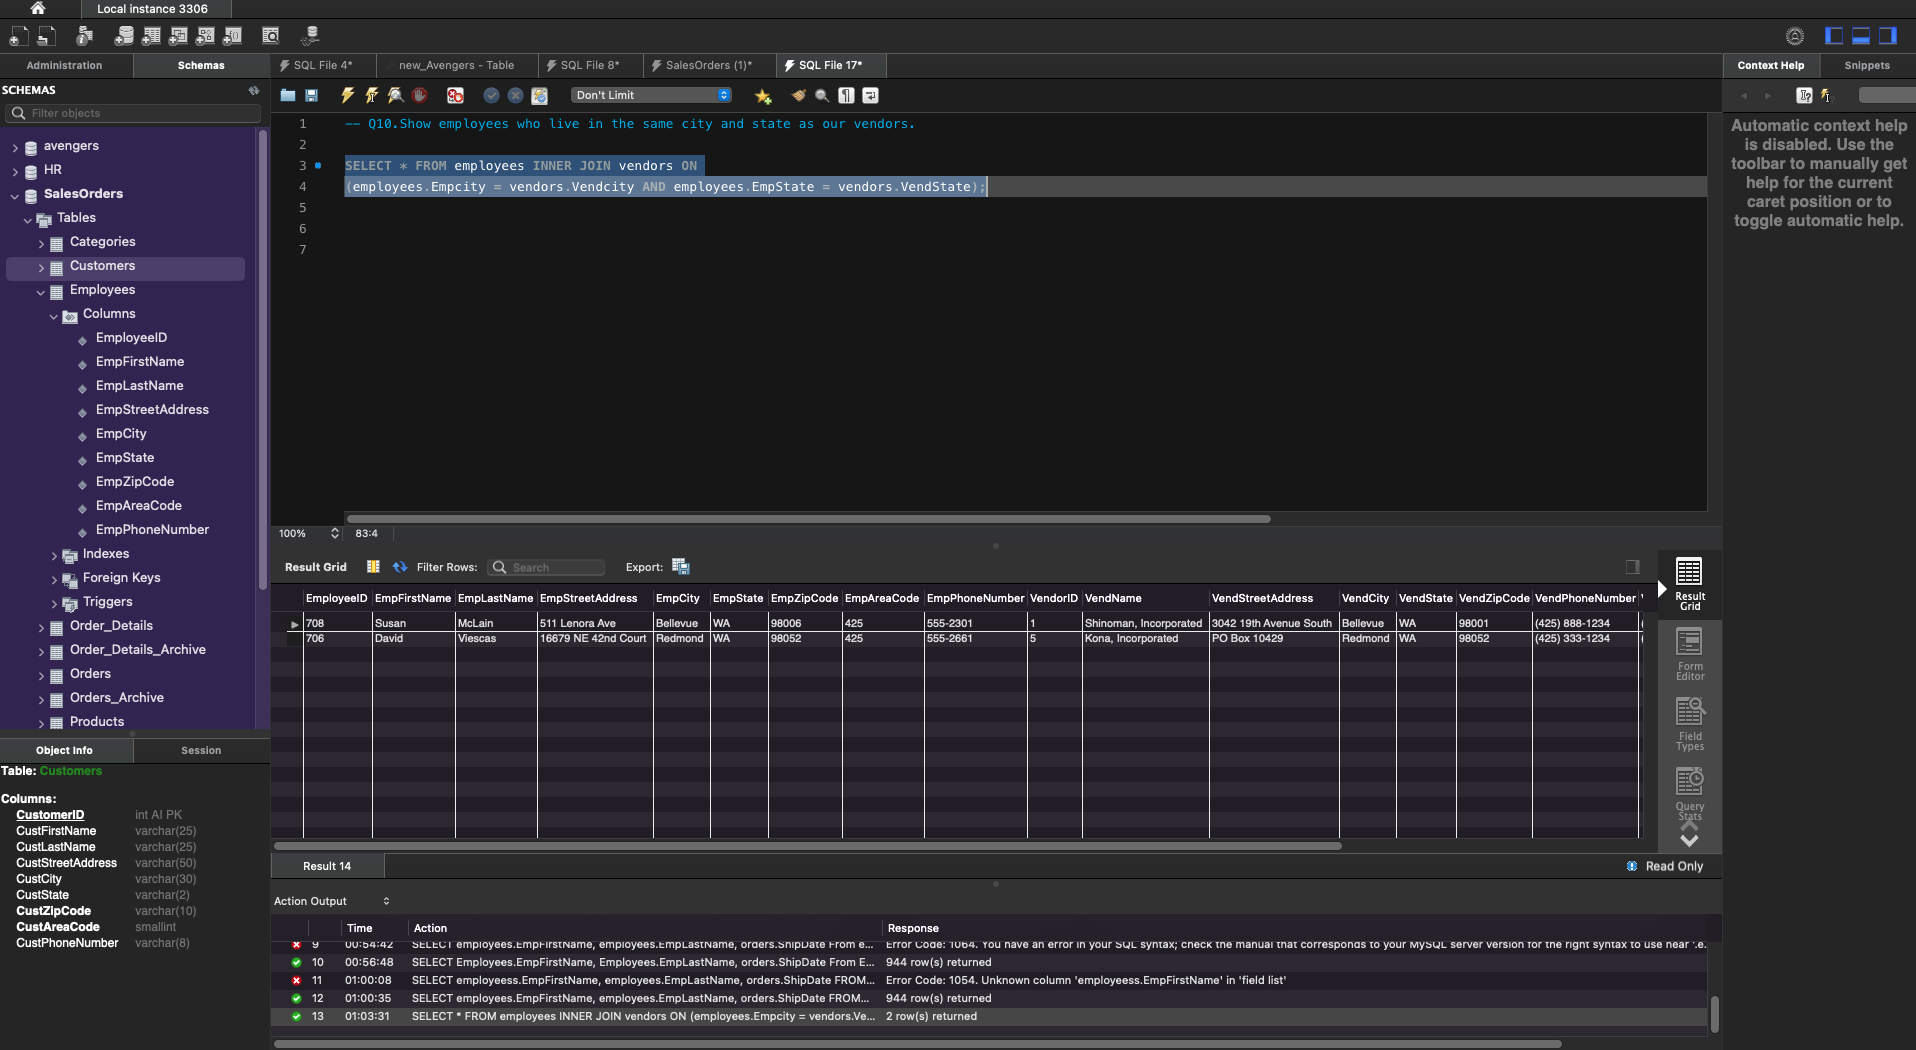 Local instance 3306
Administration
Schemas
SQL File 4*
new_Avengers - Table
SQL File 8*
SalesOrders (1)*
SQL File 17*
Context Help
Snippets
SCHEMAS
Filter objects
avengers
HR
SalesOrders
Tables
Categories
Customers
Employees
Columns
EmployeeID
EmpFirstName
EmpLastName
EmpStreetAddress
EmpCity
EmpState
EmpZipCode
EmpAreaCode
EmpPhoneNumber
Indexes
Foreign Keys
Triggers
Order_Details
Order_Details_Archive
Orders
Orders_Archive
Products
Object Info
Session
Table: Customers
Columns:
CustomerID int AI PK
CustFirstName varchar(25)
CustLastName varchar(25)
CustStreetAddress varchar(50)
CustCity varchar(30)
CustState varchar(2)
CustZipCode varchar(10)
CustAreaCode smallint
CustPhoneNumber varchar(8)
Don't Limit
1 -- Q10.Show employees who live in the same city and state as our vendors.
2
3 SELECT * FROM employees INNER JOIN vendors ON
4 (employees.Empcity = vendors.Vendcity AND employees.EmpState = vendors.VendState);
5
6
7
100% 83:4
Result Grid Filter Rows: Search Export:
EmployeeID EmpFirstName EmpLastName EmpStreetAddress EmpCity EmpState EmpZipCode EmpAreaCode EmpPhoneNumber VendorID VendName VendStreetAddress VendCity VendState VendZipCode VendPhoneNumber
708 Susan McLain 511 Lenora Ave Bellevue WA 98006 425 555-2301 1 Shinoman, Incorporated 3042 19th Avenue South Bellevue WA 98001 (425) 888-1234
706 David Viescas 16679 NE 42nd Court Redmond WA 98052 425 555-2661 5 Kona, Incorporated PO Box 10429 Redmond WA 98052 (425) 333-1234
Result
Grid
Form
Editor
Field
Types
Query
Stats
Result 14
Read Only
Action Output
Time Action Response
9 00:54:42 SELECT employees.EmpFirstName, employees.EmpLastName, orders.ShipDate From e... Error Code: 1064. You have an error in your SQL syntax; check the manual that corresponds to your MySQL server version for the right syntax to use near '.e.
10 00:56:48 SELECT Employees.EmpFirstName, Employees.EmpLastName, orders.ShipDate From E... 944 row(s) returned
11 01:00:08 SELECT employeess.EmpFirstName, employees.EmpLastName, orders.ShipDate FROM... Error Code: 1054. Unknown column 'employeess.EmpFirstName' in 'field list'
12 01:00:35 SELECT employees.EmpFirstName, employees.EmpLastName, orders.ShipDate FROM... 944 row(s) returned
13 01:03:31 SELECT * FROM employees INNER JOIN vendors ON (employees.Empcity = vendors.Ve... 2 row(s) returned
Automatic context help
is disabled. Use the
toolbar to manually get
help for the current
caret position or to
toggle automatic help.